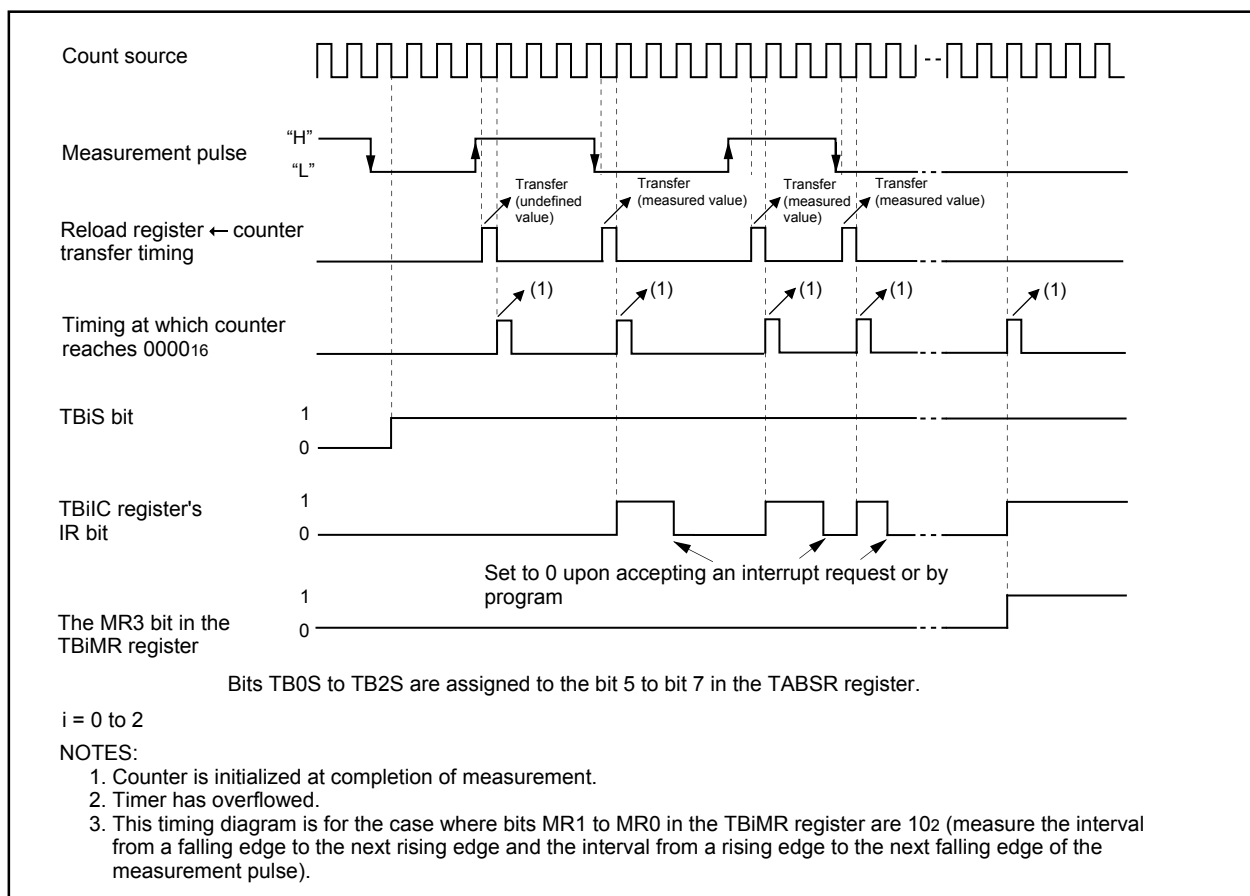 Count source
"H"
Measurement pulse
"L"
Transfer
(undefined
value)
Transfer
(measured value)
Transfer
(measured
value)
Transfer
(measured value)
Reload register ← counter
transfer timing
(1)
(1)
(1)
(1)
(1)
Timing at which counter
reaches 000016
TBiS bit
1
0
TBiIC register's
IR bit
1
0
Set to 0 upon accepting an interrupt request or by
program
The MR3 bit in the
TBiMR register
1
0
Bits TB0S to TB2S are assigned to the bit 5 to bit 7 in the TABSR register.
i = 0 to 2
NOTES:
1. Counter is initialized at completion of measurement.
2. Timer has overflowed.
3. This timing diagram is for the case where bits MR1 to MR0 in the TBiMR register are 102 (measure the interval
from a falling edge to the next rising edge and the interval from a rising edge to the next falling edge of the
measurement pulse).